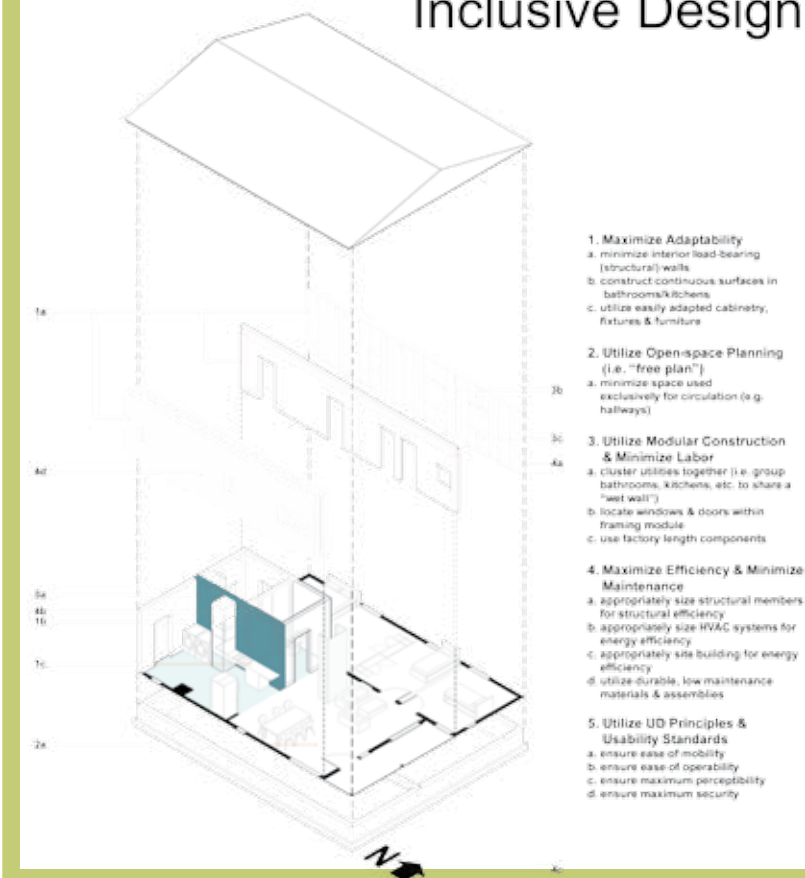 Inclusive Design
1. Maximize Adaptability
a. minimize interior load-bearing
(structural) walls
b. construct continuous surfaces in
bathrooms/kitchens
c. utilize easily adapted cabinetry,
fixtures & furniture
2. Utilize Open-space Planning
(i.e. "free plan")
a. minimize space used
exclusively for circulation (e.g.
hallways)
3. Utilize Modular Construction
& Minimize Labor
a. cluster utilities together (i.e. group
bathrooms, kitchens, etc. to share a
"wet wall")
b. locate windows & doors within
framing module
c. use factory length components
4. Maximize Efficiency & Minimize
Maintenance
a. appropriately size structural members
for structural efficiency
b. appropriately size HVAC systems for
energy efficiency
c. appropriately site building for energy
efficiency
d. utilize durable, low maintenance
materials & assemblies
5. Utilize UD Principles &
Usability Standards
a. ensure ease of mobility
b. ensure ease of operability
c. ensure maximum perceptibility
d. ensure maximum security
1a
3b
3c
4a
4d
3a
4b
1b
1c
2a
N
4c